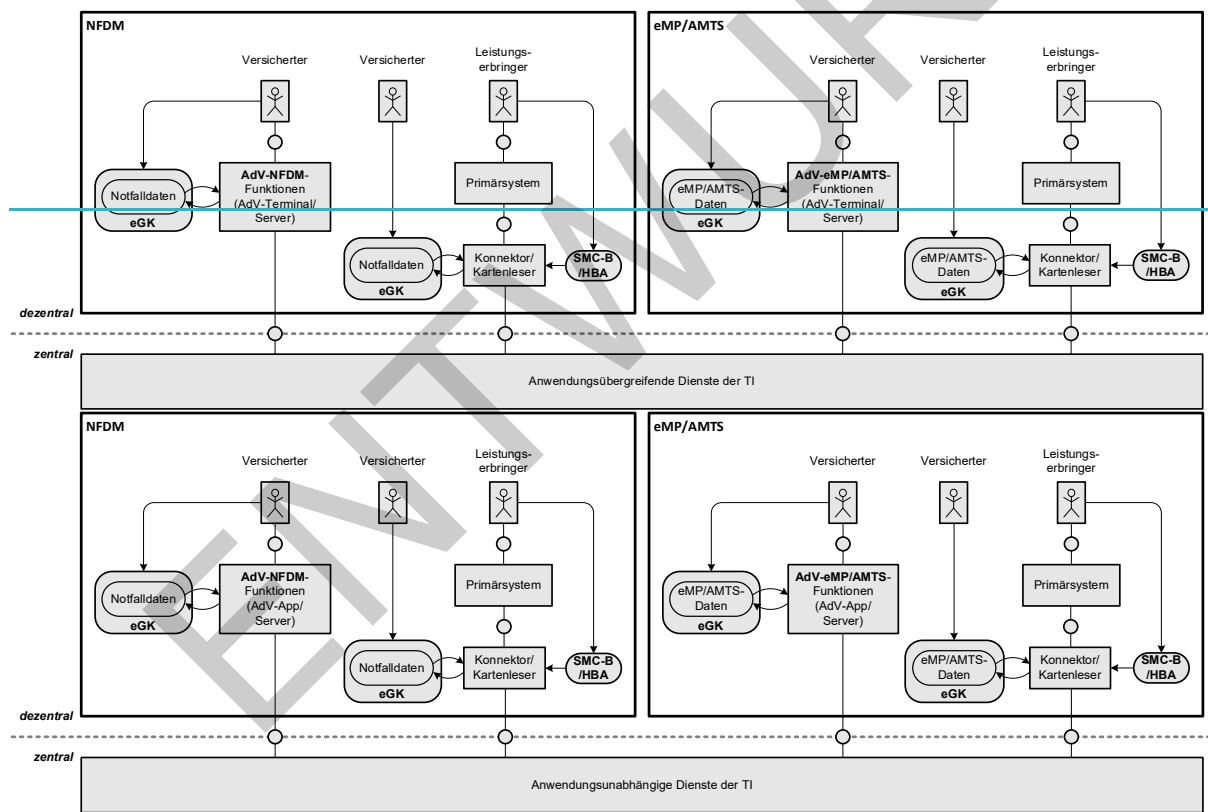 NFDM
eMP/AMTS
Versicherter
Versicherter
Leistungs-
erbringer
Versicherter
Versicherter
Leistungs-
erbringer
Notfalldaten
eGK
AdV-NFDM-
Funktionen
(AdV-Terminal/
Server)
Primärsystem
eMP/AMTS-
Daten
eGK
AdV-eMP/AMTS-
Funktionen
(AdV-Terminal/
Server)
Primärsystem
Notfalldaten
eGK
Konnektor/
Kartenleser
SMC-B
/HBA
eMP/AMTS-
Daten
eGK
Konnektor/
Kartenleser
SMC-B
/HBA
dezentral
zentral
Anwendungsübergreifende Dienste der TI
NFDM
eMP/AMTS
Versicherter
Versicherter
Leistungs-
erbringer
Versicherter
Versicherter
Leistungs-
erbringer
Notfalldaten
eGK
AdV-NFDM-
Funktionen
(AdV-App/
Server)
Primärsystem
eMP/AMTS-
Daten
eGK
AdV-eMP/AMTS-
Funktionen
(AdV-App/
Server)
Primärsystem
Notfalldaten
eGK
Konnektor/
Kartenleser
SMC-B
/HBA
eMP/AMTS-
Daten
eGK
Konnektor/
Kartenleser
SMC-B
/HBA
dezentral
zentral
Anwendungsunabhängige Dienste der TI
ENTWUR